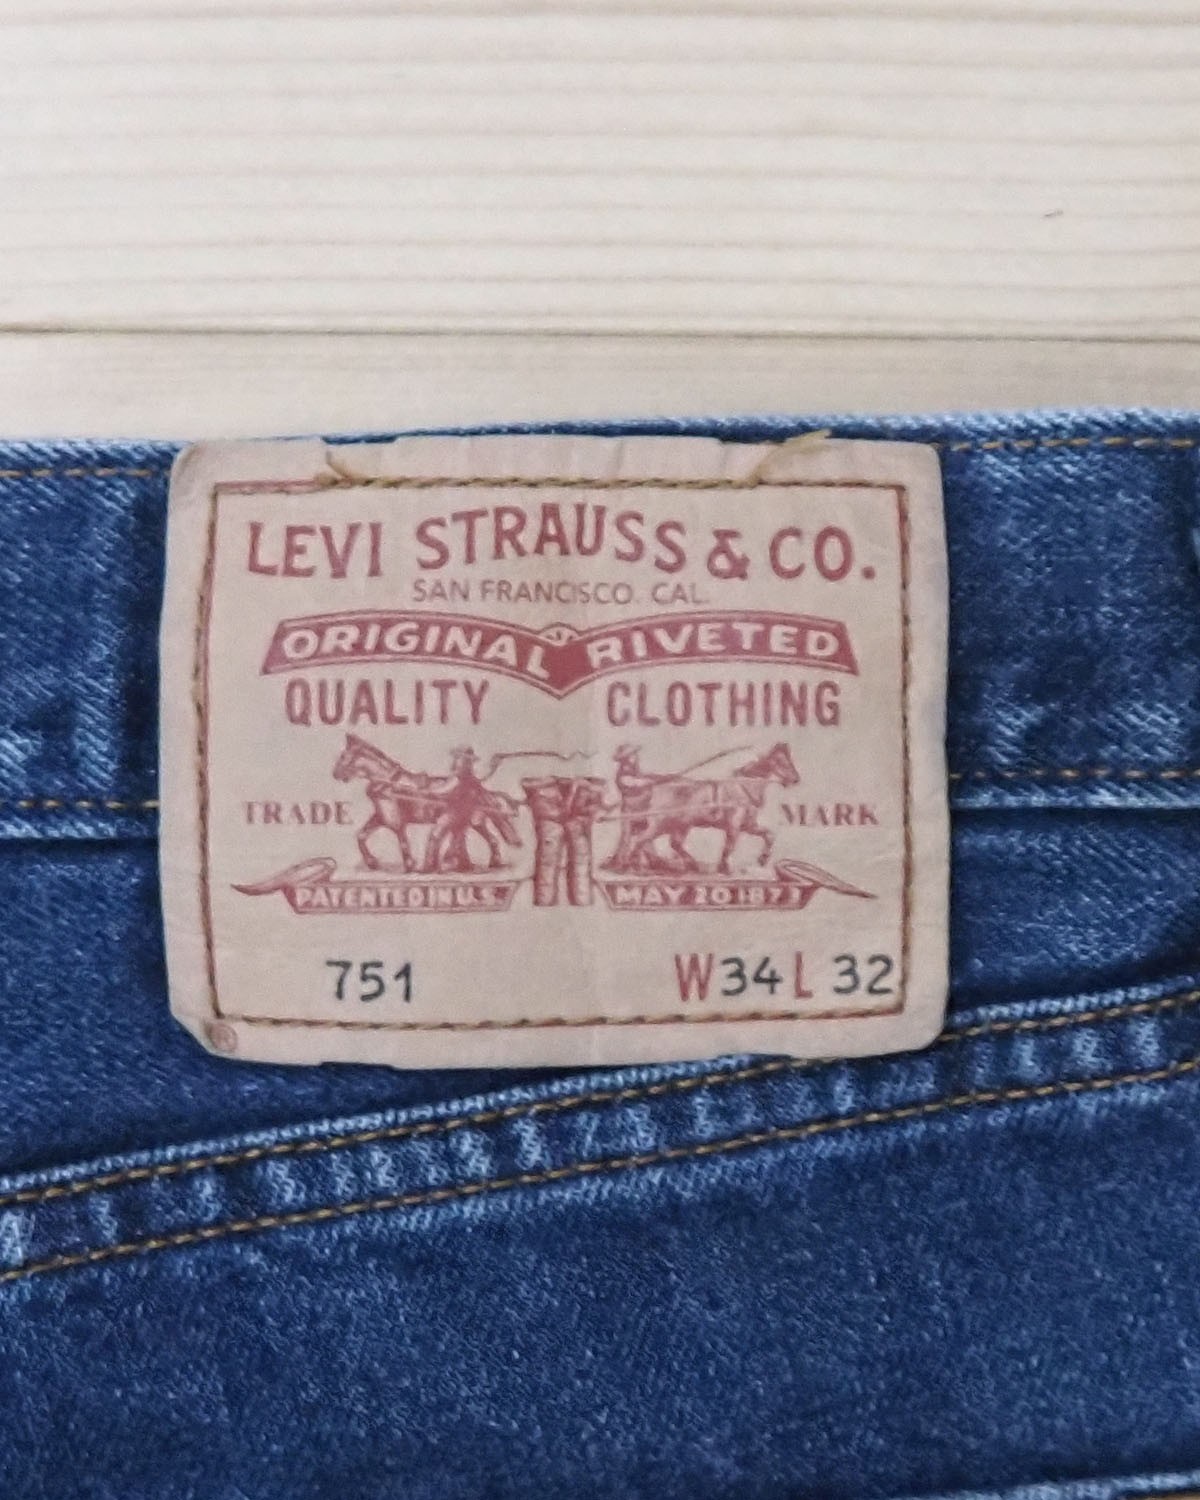 LEVI STRAUSS & CO.
SAN FRANCISCO. CAL.
ORIGINAL RIVETED
QUALITY CLOTHING
TRADE MARK
PATENTED IN U.S. MAY 20 1873
751 W34 L 32
®